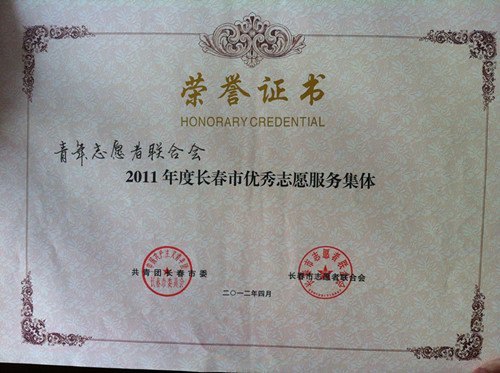 荣誉证书
HONORARY CREDENTIAL
青年志愿者联合会
2011年度长春市优秀志愿服务集体
共青团长春市委
长春市志愿者联合会
二〇一二年四月